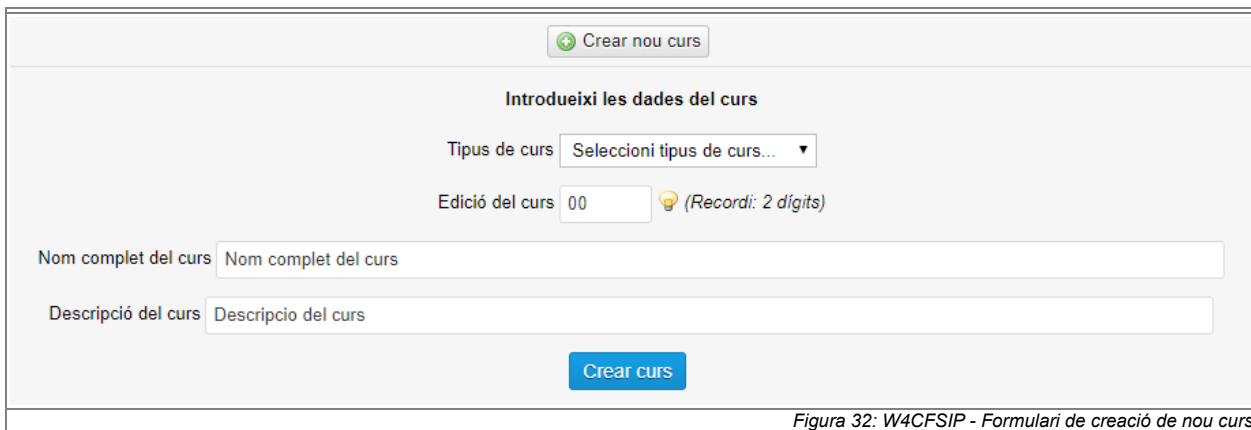 Crear nou curs
Introdueixi les dades del curs
Tipus de curs Seleccioni tipus de curs...
Edició del curs 00 (Recordi: 2 dígits)
Nom complet del curs Nom complet del curs
Descripció del curs Descripcio del curs
Crear curs
Figura 32: W4CFSIP - Formulari de creació de nou curs